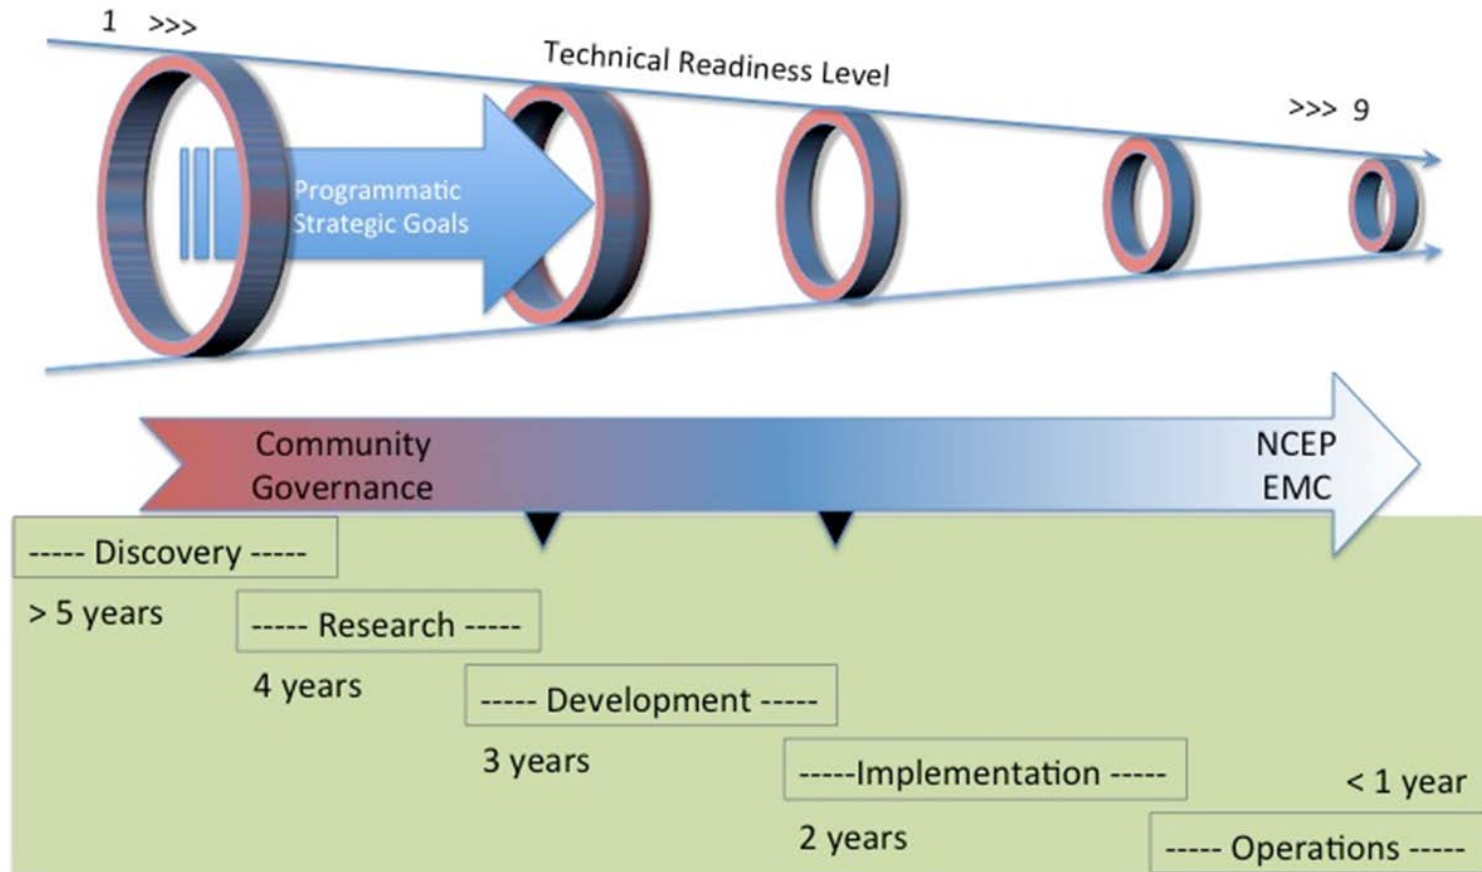 1 >>>
Technical Readiness Level
>>> 9
Programmatic
Strategic Goals
Community
Governance
NCEP
EMC
----- Discovery -----
> 5 years
----- Research -----
4 years
----- Development -----
3 years
-----Implementation -----
2 years
< 1 year
----- Operations -----